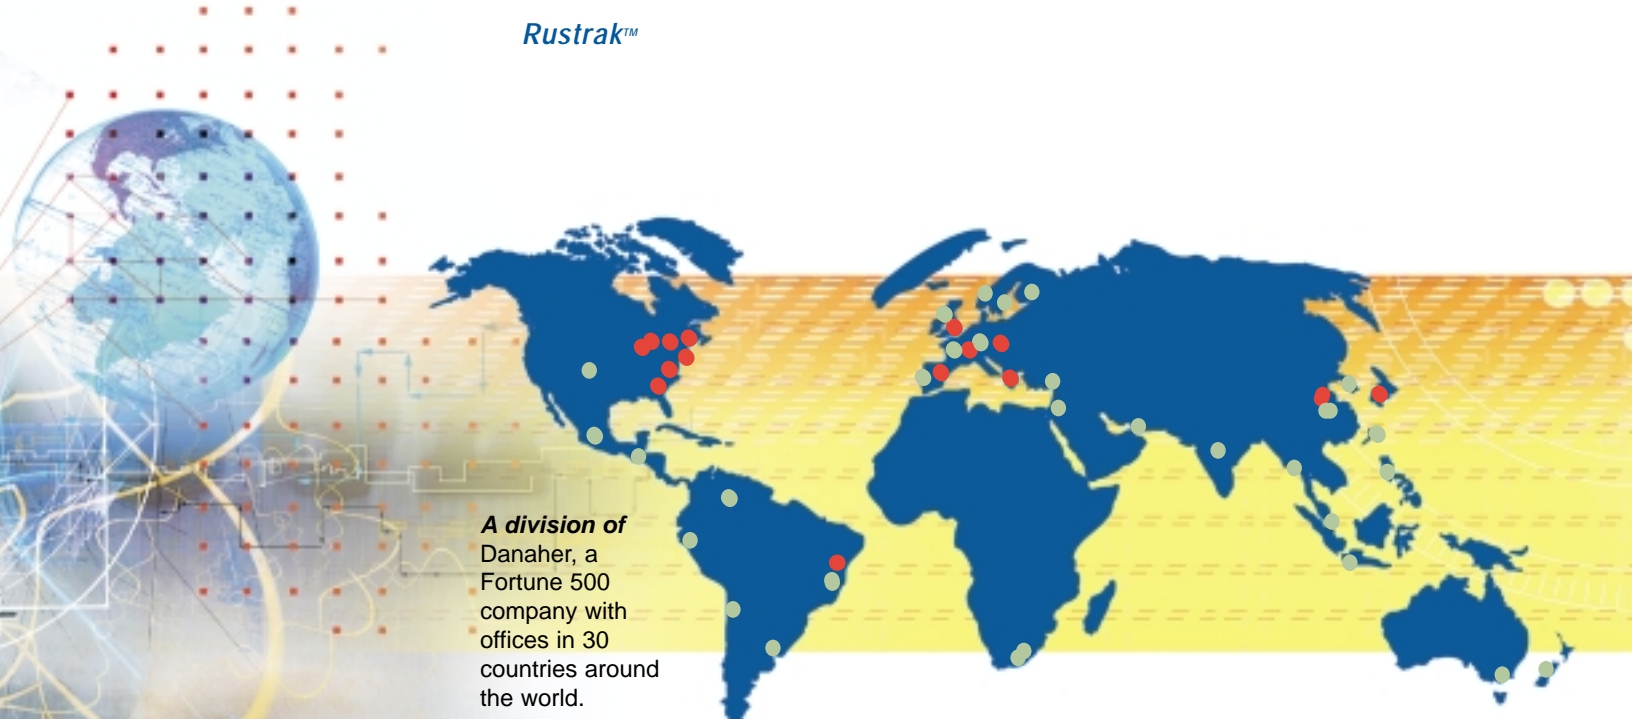 Rustrak™
A division of
Danaher, a
Fortune 500
company with
offices in 30
countries around
the world.